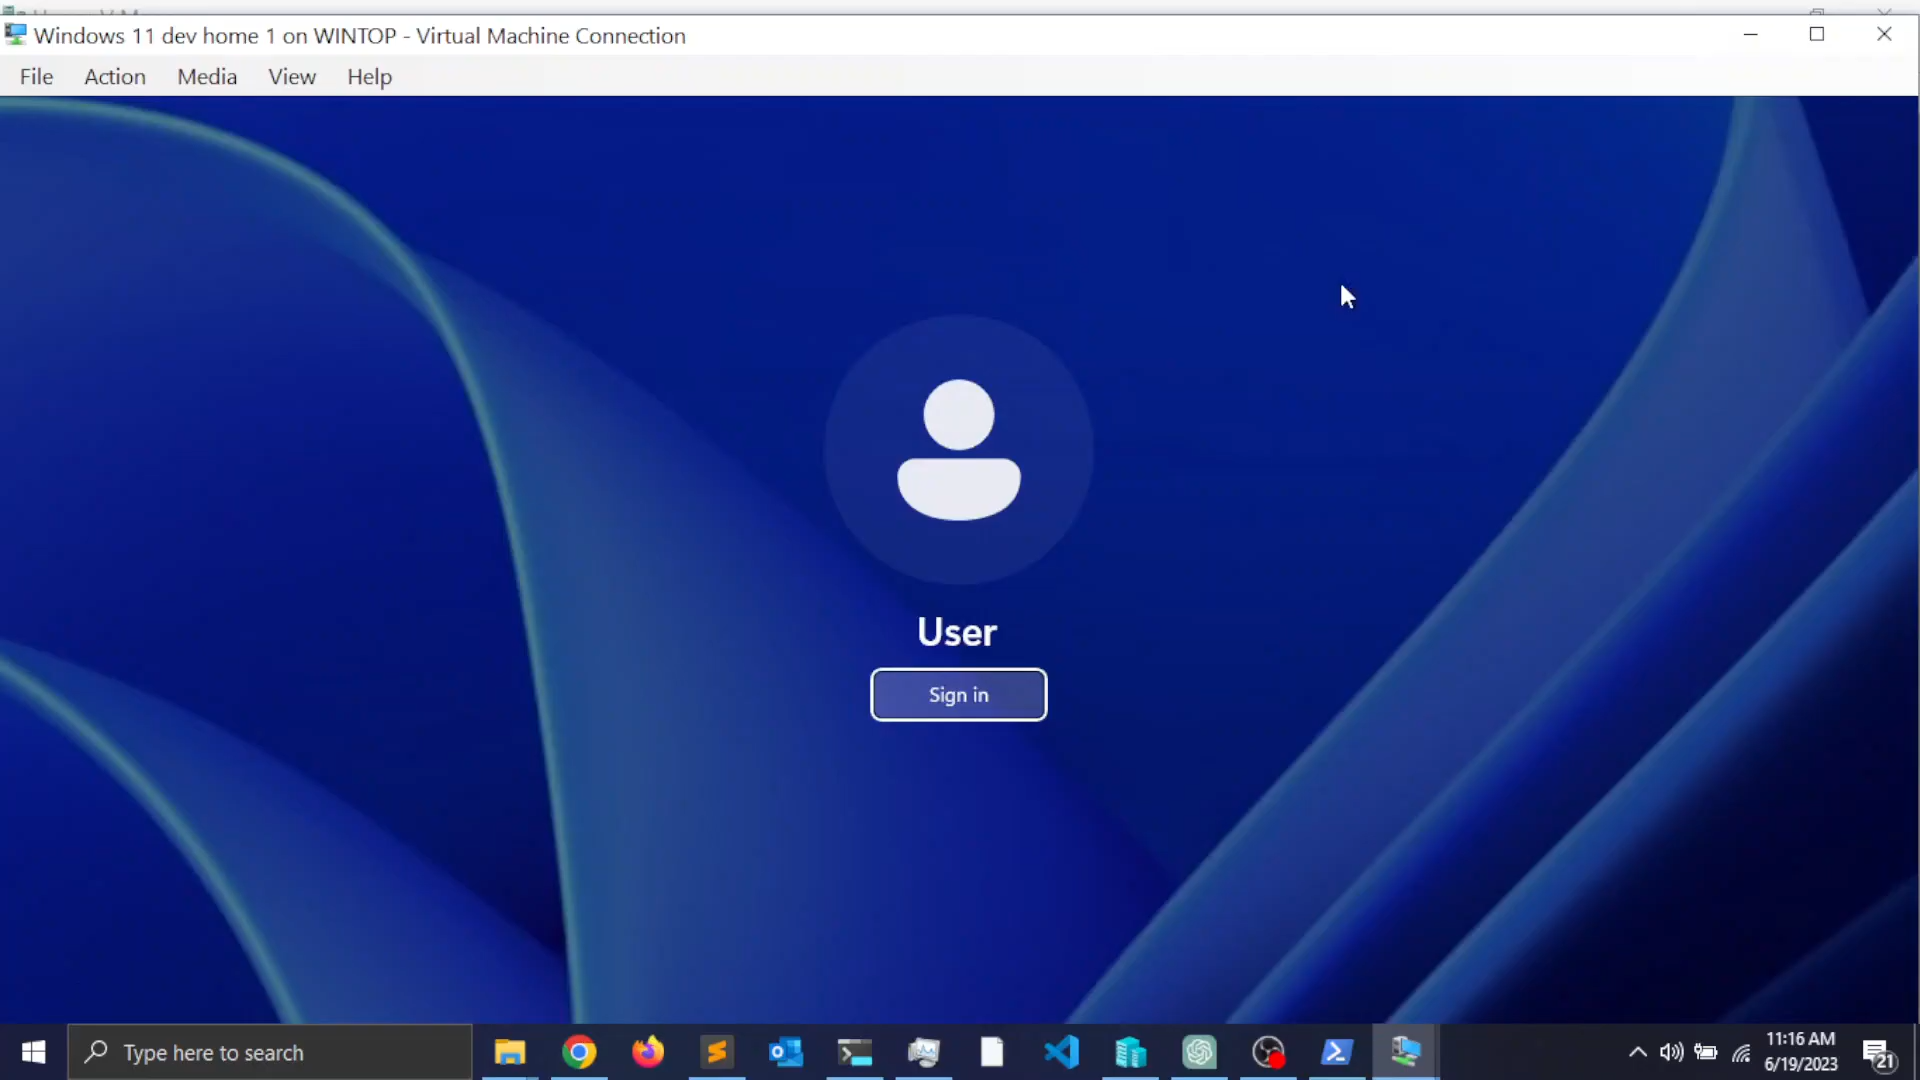 Windows 11 dev home 1 on WINTOP - Virtual Machine Connection
File Action Media View Help
User
Sign in
Type here to search
11:16 AM
6/19/2023
21